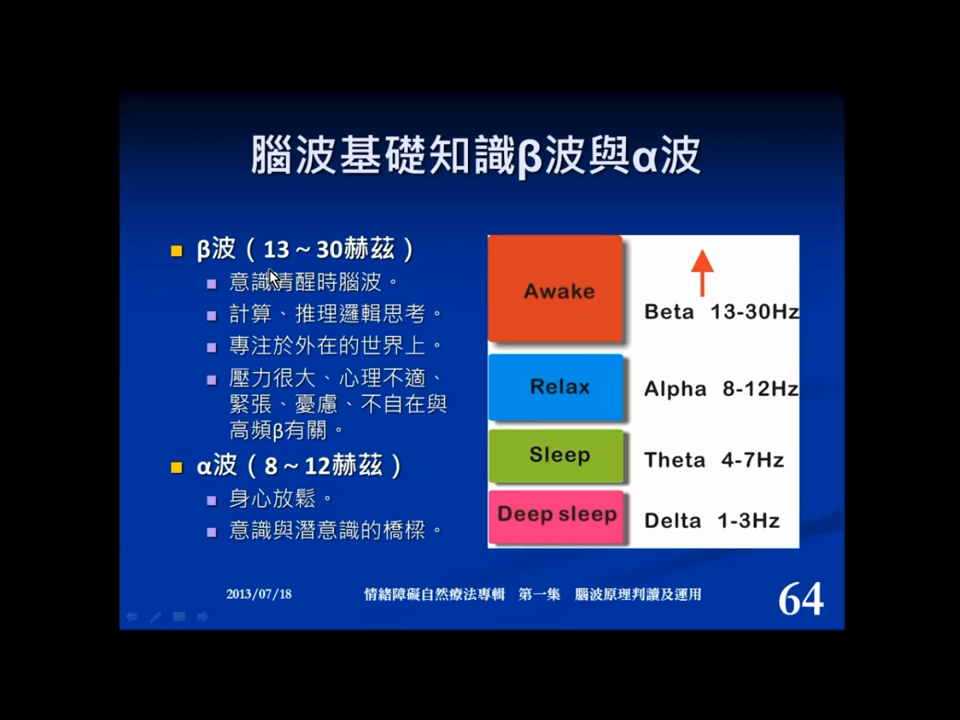 腦波基礎知識β波與α波
β波（13～30赫茲）
意識清醒時腦波。
計算、推理邏輯思考。
專注於外在的世界上。
壓力很大、心理不適、
緊張、憂慮、不自在與
高頻β有關。
α波（8～12赫茲）
身心放鬆。
意識與潛意識的橋樑。
Awake
Beta 13-30Hz
Relax
Alpha 8-12Hz
Sleep
Theta 4-7Hz
Deep sleep
Delta 1-3Hz
2013/07/18
情緒障礙自然療法專輯 第一集 腦波原理判讀及運用
64